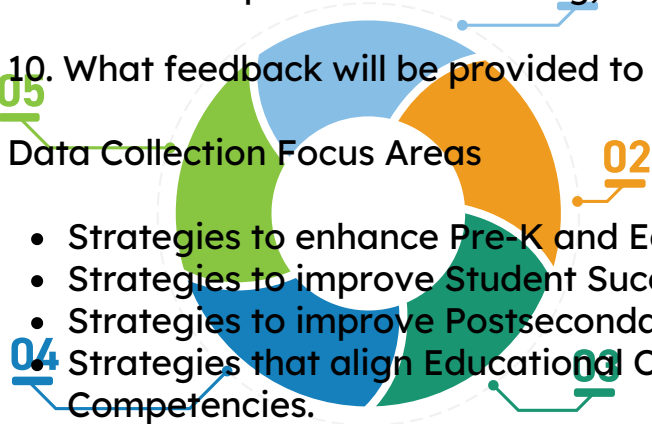 10. What feedback will be provided to
05
Data Collection Focus Areas
02
• Strategies to enhance Pre-K and
• Strategies to improve Student
• Strategies to improve
04
• Strategies that align Educational
03
Competencies.